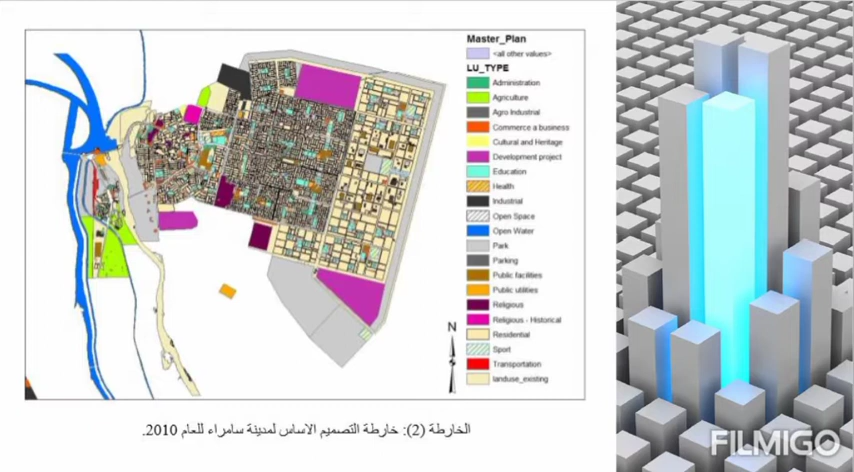 Master_Plan
<all other values>
LU_TYPE
Administration
Agriculture
Agro Industrial
Commerce a business
Cultural and Heritage
Development project
Education
Health
Industrial
Open Space
Open Water
Park
Parking
Public facilities
Public utilities
Religious
Religious - Historical
Residential
Sport
Transportation
landuse_existing
N
الخارطة (2): خارطة التصميم الاساس لمدينة سامراء للعام 2010.
FILMIGO